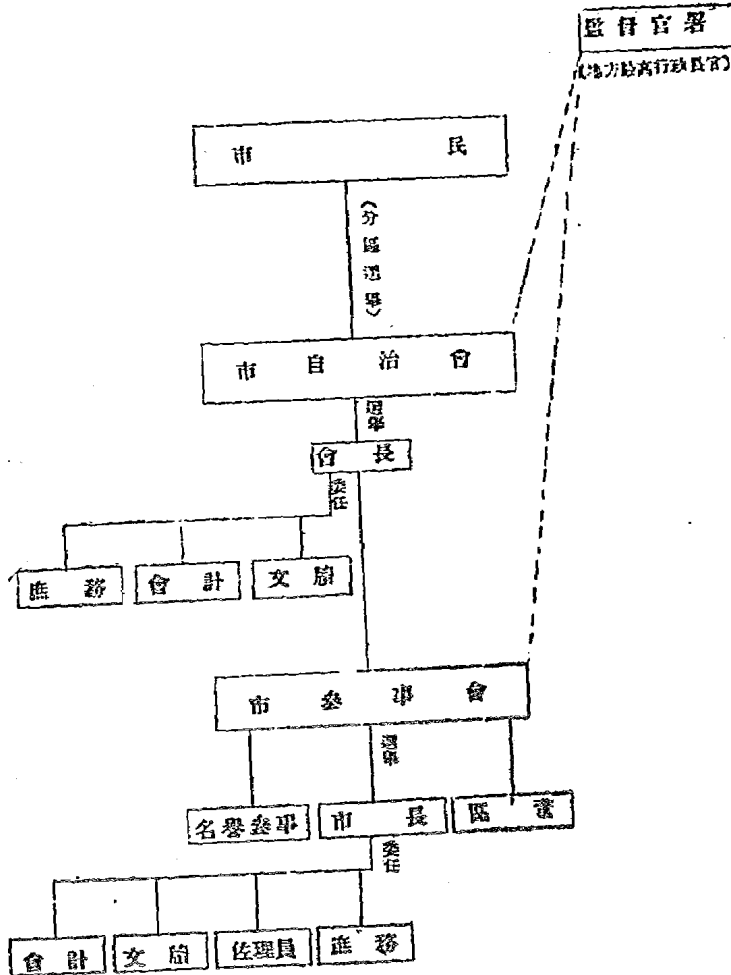 監督官署
(地方最高行政長官)
市民
(分區選舉)
市自治會
選舉
會長
委任
庶務
會計
文牘
市參事會
選舉
名譽參事
市長
區董
委任
會計
文牘
佐理員
庶務